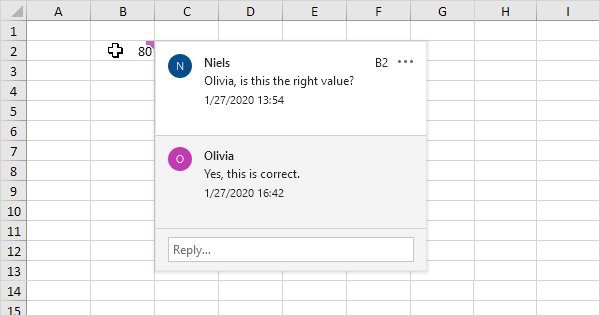 A B C D E F G H I
1
2 80
N Niels B2 •••
Olivia, is this the right value?
3
4
1/27/2020 13:54
5
6
7
O Olivia
8
Yes, this is correct.
9
1/27/2020 16:42
10
11
12
Reply...
13
14
15